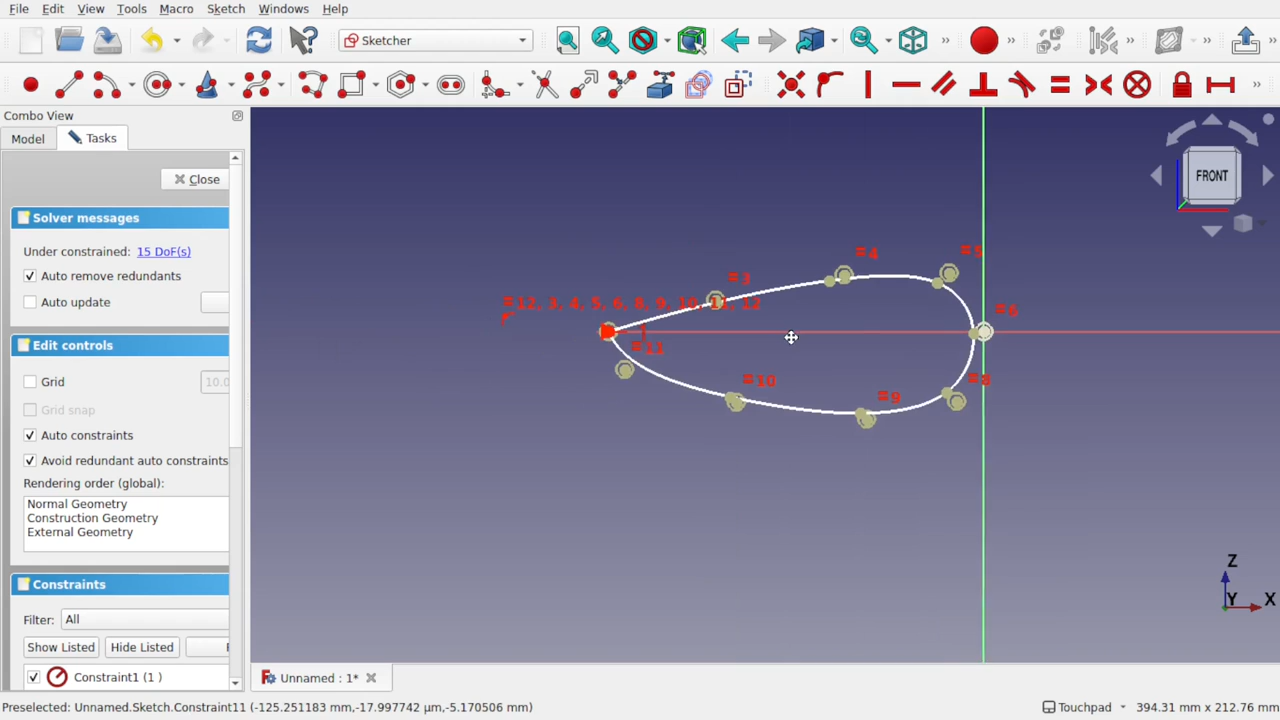 File Edit View Tools Macro Sketch Windows Help
Sketcher
Combo View
Model Tasks
Close
Solver messages
Under constrained: 15 DoF(s)
Auto remove redundants
Auto update
Edit controls
Grid 10.0
Grid snap
Auto constraints
Avoid redundant auto constraints
Rendering order (global):
Normal Geometry
Construction Geometry
External Geometry
Constraints
Filter: All
Show Listed Hide Listed
Constraint1 (1 )
=5
=4
=3
=12, 3, 4, 5, 6, 8, 9, 10, 11, 12
=6
=11
=10
=8
=9
FRONT
Z
Y X
Unnamed : 1*
Preselected: Unnamed.Sketch.Constraint11 (-125.251183 mm,-17.997742 μm,-5.170506 mm)
Touchpad 394.31 mm x 212.76 mm